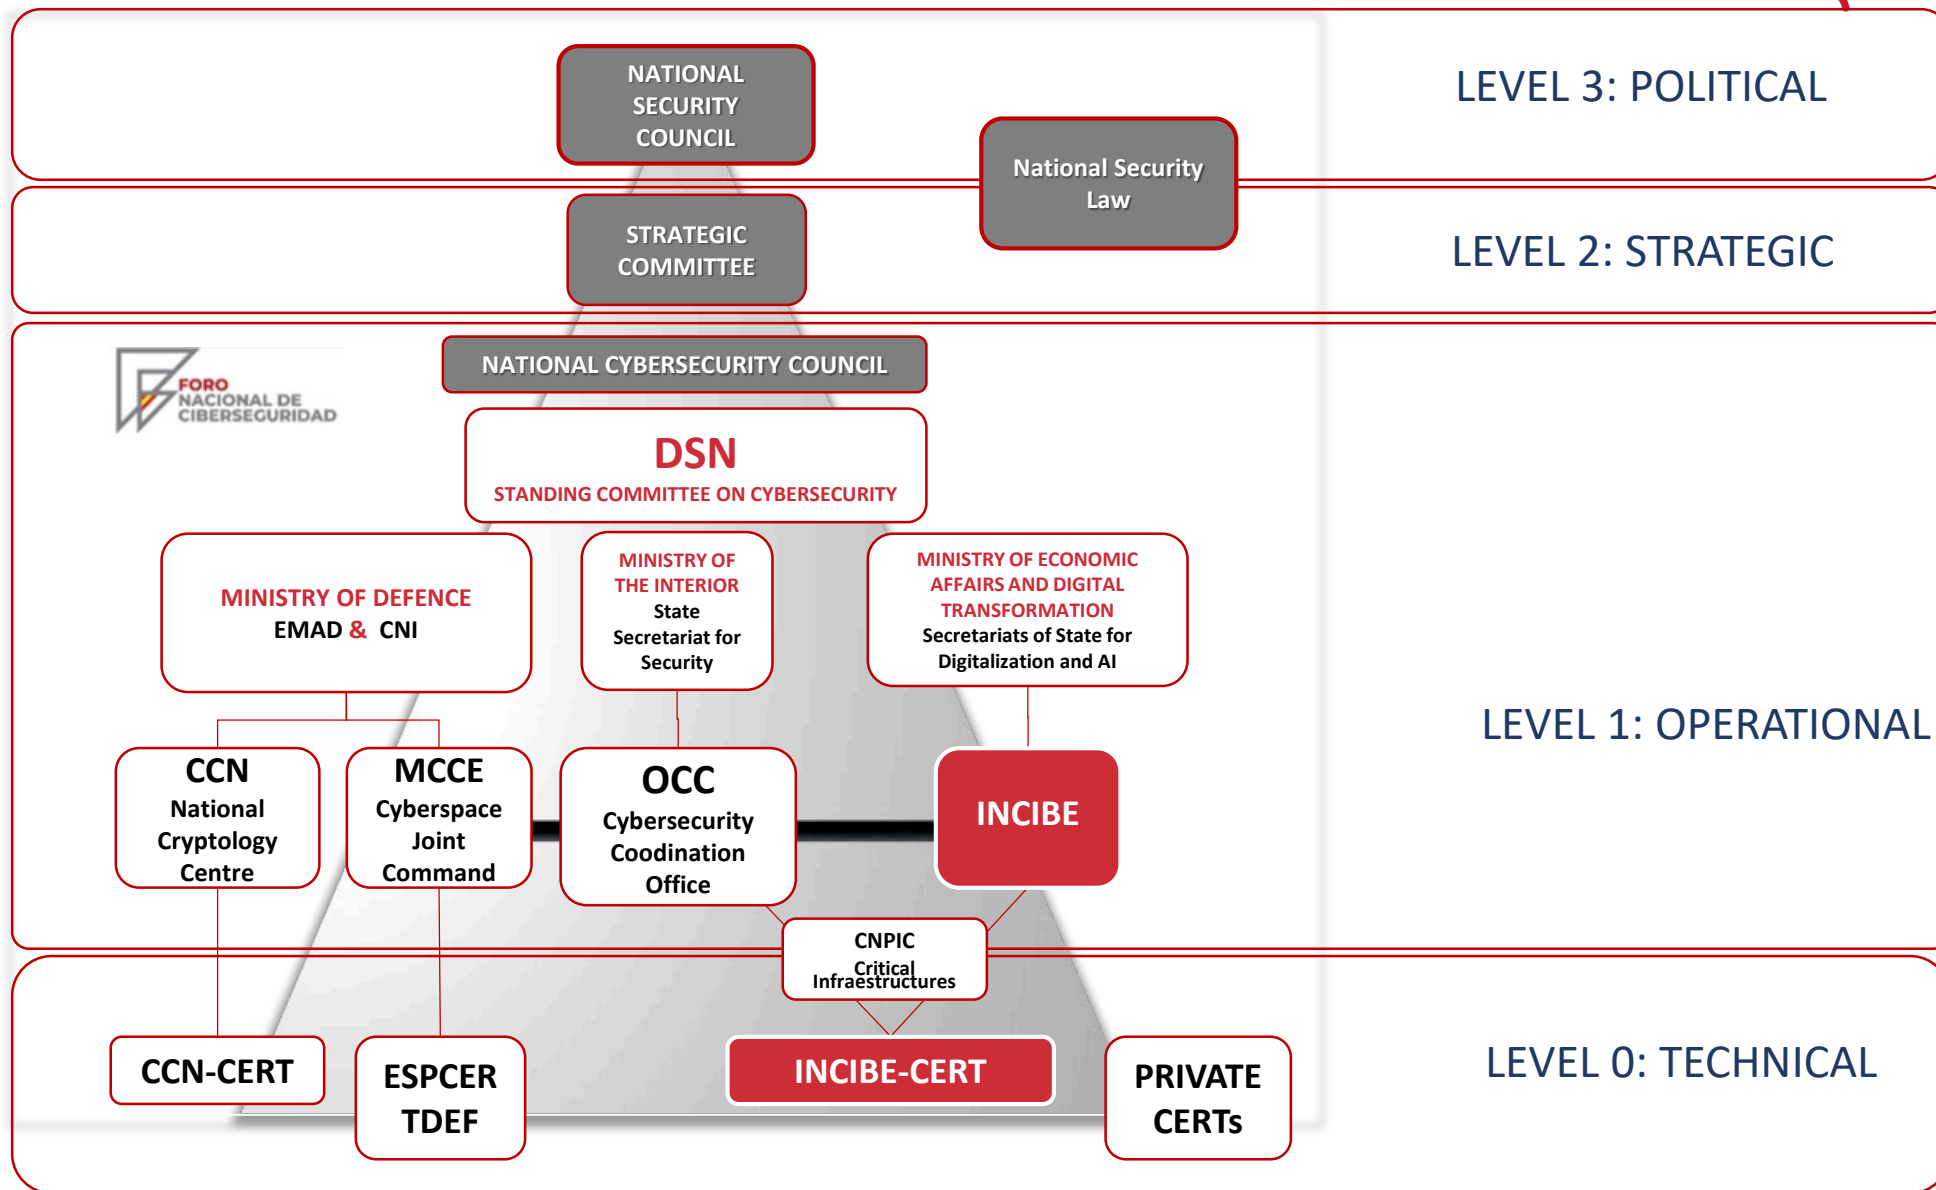 NATIONAL
SECURITY
COUNCIL
LEVEL 3: POLITICAL
National Security
Law
STRATEGIC
COMMITTEE
LEVEL 2: STRATEGIC
FORO
NACIONAL DE
CIBERSEGURIDAD
NATIONAL CYBERSECURITY COUNCIL
DSN
STANDING COMMITTEE ON CYBERSECURITY
MINISTRY OF DEFENCE
EMAD & CNI
MINISTRY OF
THE INTERIOR
State
Secretariat for
Security
MINISTRY OF ECONOMIC
AFFAIRS AND DIGITAL
TRANSFORMATION
Secretariats of State for
Digitalization and AI
LEVEL 1: OPERATIONAL
CCN
National
Cryptology
Centre
MCCE
Cyberspace
Joint
Command
OCC
Cybersecurity
Coodination
Office
INCIBE
CNPIC
Critical
Infraestructures
CCN-CERT
ESPCER
TDEF
INCIBE-CERT
PRIVATE
CERTs
LEVEL 0: TECHNICAL